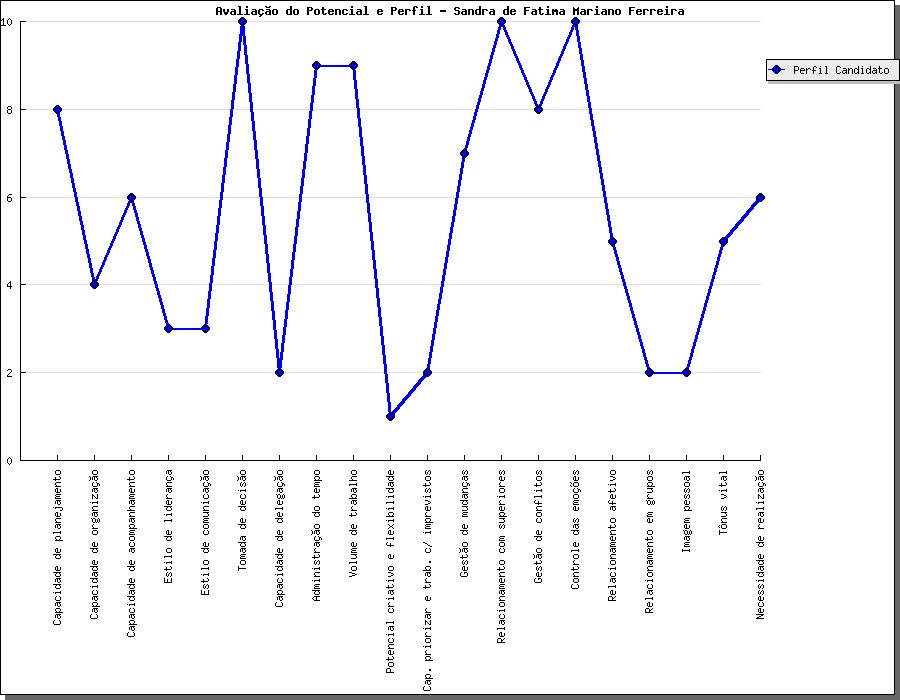 Avaliação do Potencial e Perfil - Sandra de Fatima Mariano Ferreira
Perfil Candidato
10
8
6
4
2
0
Capacidade de planejamento
Capacidade de organização
Capacidade de acompanhamento
Estilo de liderança
Estilo de comunicação
Tomada de decisão
Capacidade de delegação
Administração do tempo
Volume de trabalho
Potencial criativo e flexibilidade
Cap. priorizar e trab. c/ imprevistos
Gestão de mudanças
Relacionamento com superiores
Gestão de conflitos
Controle das emoções
Relacionamento afetivo
Relacionamento em grupos
Imagem pessoal
Tônus vital
Necessidade de realização